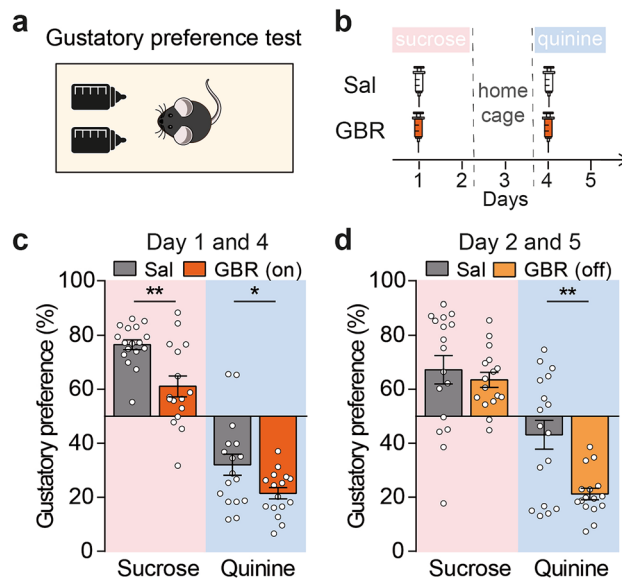 a
Gustatory preference test
b
sucrose
quinine
Sal
GBR
home
cage
1 2 3 4 5
Days
c
Day 1 and 4
Sal GBR (on)
Gustatory preference (%)
100
80
60
40
20
0
**
*
Sucrose Quinine
d
Day 2 and 5
Sal GBR (off)
Gustatory preference (%)
100
80
60
40
20
0
**
Sucrose Quinine